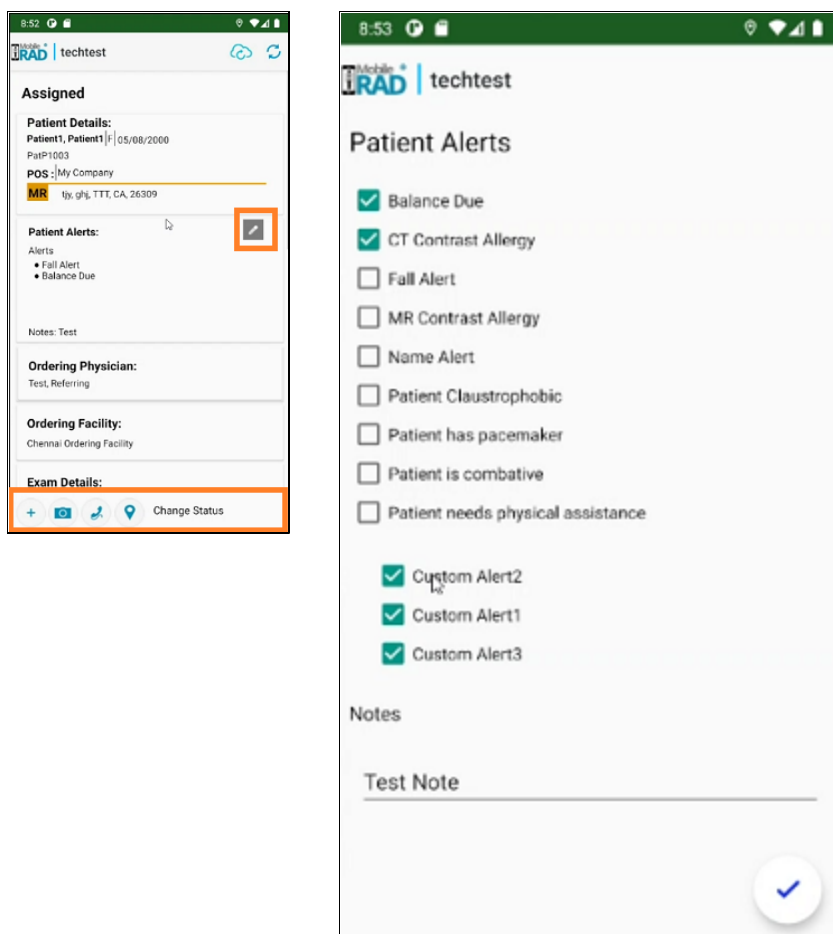 8:52
Mobile
iRAD | techtest
Assigned
Patient Details:
Patient1, Patient1 | F | 05/08/2000
PatP1003
POS : | My Company
MR tjy, ghj, TTT, CA, 26309
Patient Alerts:
Alerts
• Fall Alert
• Balance Due
Notes: Test
Ordering Physician:
Test, Referring
Ordering Facility:
Chennai Ordering Facility
Exam Details:
Change Status
8:53
Mobile
iRAD | techtest
Patient Alerts
Balance Due
CT Contrast Allergy
Fall Alert
MR Contrast Allergy
Name Alert
Patient Claustrophobic
Patient has pacemaker
Patient is combative
Patient needs physical assistance
Custom Alert2
Custom Alert1
Custom Alert3
Notes
Test Note